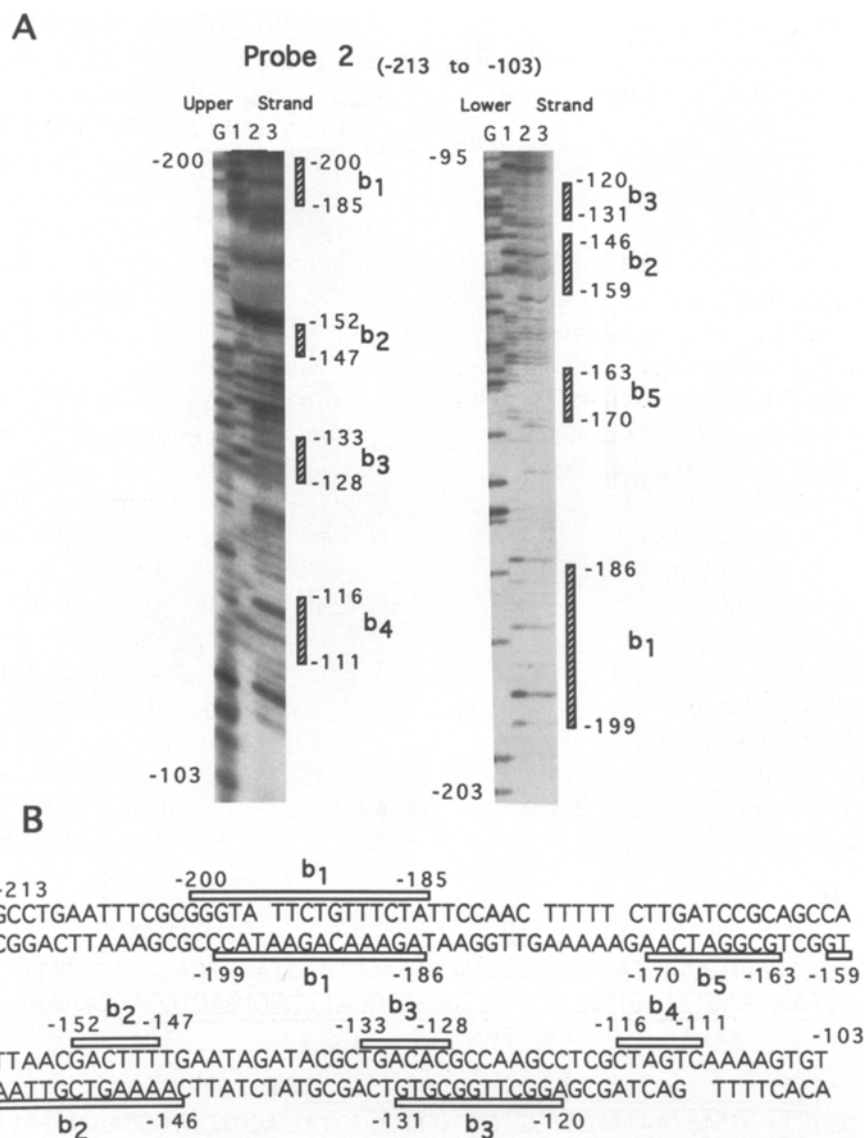 A
Probe 2 (-213 to -103)
Upper Strand
G 1 2 3
-200
-200
b1
-185
-152
b2
-147
-133
b3
-128
-116
b4
-111
-103
Lower Strand
G 1 2 3
-95
-120
b3
-131
-146
b2
-159
-163
b5
-170
-186
b1
-199
-203
B
b1
-213 -200 -185
GCCTGAATTTCGCGGGTA TTCTGTTTCTATTCCAAC TTTTT CTTGATCCGCAGCCA
CGGACTTAAAGCGCCCATAAGACAAAGATAAGGTTGAAAAAGAACTAGGCGTCGGGT
-199 -186 -170 -163 -159
b1 b5
b2 b3 b4
-152 -147 -133 -128 -116 -111 -103
TTAACGACTTTTGAATAGATACGCTGACACGCCAAGCCTCGCTAGTCAAAAGTGT
AATTGCTGAAAACTTATCTATGCGACTGTGCGGTTCGGAGCGATCAG TTTTCACA
b2 -146 -131 b3 -120